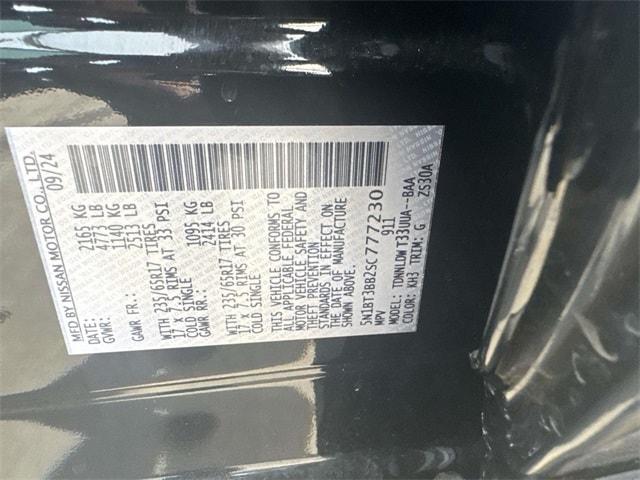 MFD BY NISSAN MOTOR CO., LTD.
DATE: 09/24
GVWR: 2165 KG
4773 LB
GAWR FR: 1140 KG
2513 LB
WITH 235/65R17 TIRES
17 x 7.5 RIMS AT 33 PSI
COLD SINGLE
GAWR RR: 1095 KG
2414 LB
WITH 235/65R17 TIRES
17 x 7.5 RIMS AT 30 PSI
COLD SINGLE
THIS VEHICLE CONFORMS TO
ALL APPLICABLE FEDERAL
MOTOR VEHICLE SAFETY AND
THEFT PREVENTION
STANDARDS IN EFFECT ON
THE DATE OF MANUFACTURE
SHOWN ABOVE.
5N1BT3BB2SC777230
MPV 911
MODEL: TDNNLDW T33UUA--BAA
COLOR: KH3 TRIM: G ZS30A